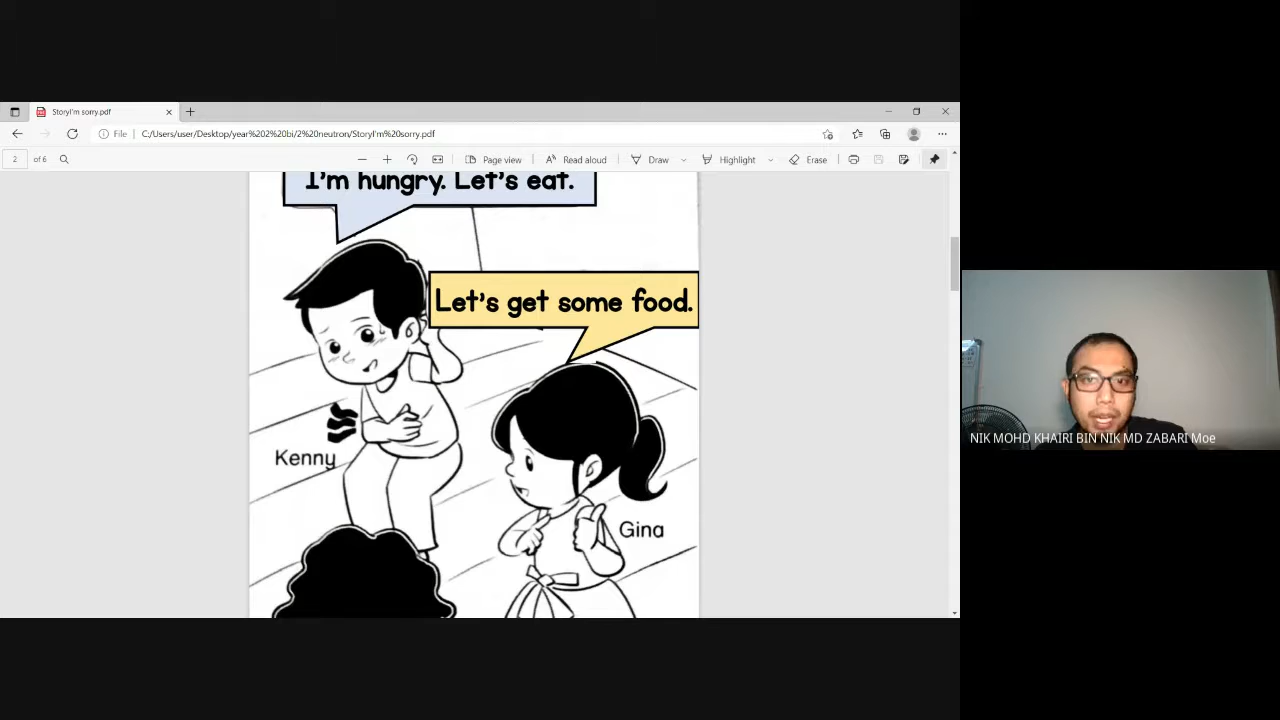 StoryI'm sorry.pdf
File
C:/Users/user/Desktop/year%202%20bi/2%20neutron/StoryI'm%20sorry.pdf
2 of 6
Page view
Read aloud
Draw
Highlight
Erase
I'm hungry. Let's eat.
Let's get some food.
Kenny
Gina
NIK MOHD KHAIRI BIN NIK MD ZABARI Moe